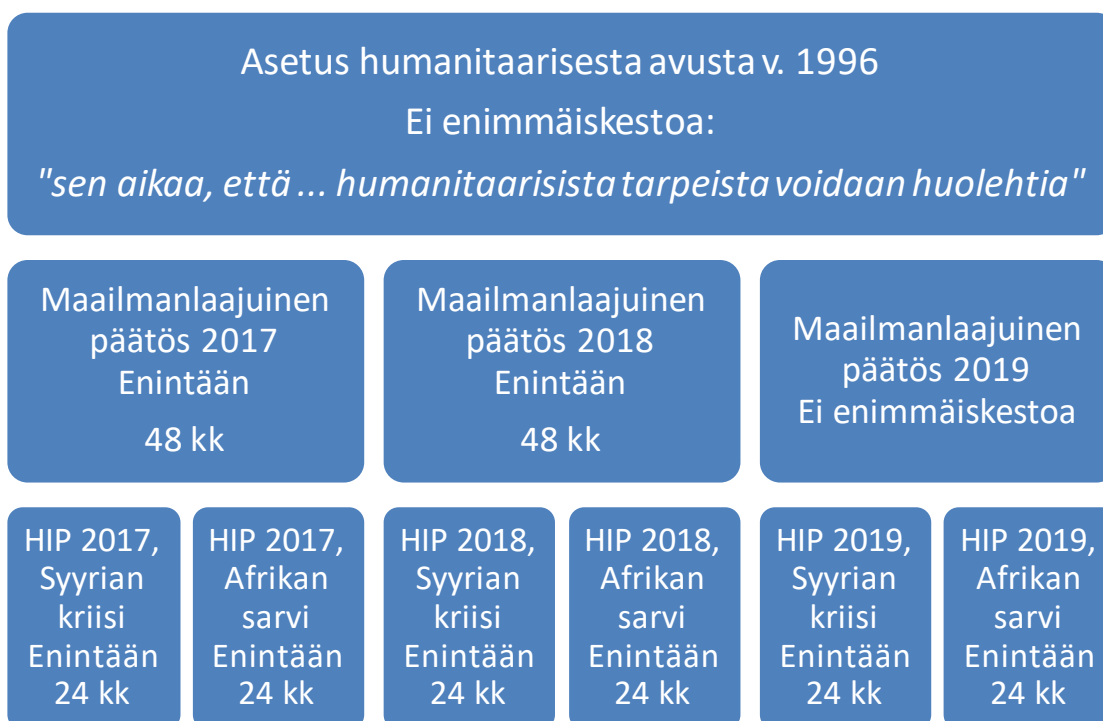 Asetus humanitaarisesta avusta v. 1996
Ei enimmäiskestoa:
"sen aikaa, että ... humanitaarisista tarpeista voidaan huolehtia"
Maailmanlaajuinen
päätös 2017
Enintään
48 kk
Maailmanlaajuinen
päätös 2018
Enintään
48 kk
Maailmanlaajuinen
päätös 2019
Ei enimmäiskestoa
HIP 2017,
Syyrian
kriisi
Enintään
24 kk
HIP 2017,
Afrikan
sarvi
Enintään
24 kk
HIP 2018,
Syyrian
kriisi
Enintään
24 kk
HIP 2018,
Afrikan
sarvi
Enintään
24 kk
HIP 2019,
Syyrian
kriisi
Enintään
24 kk
HIP 2019,
Afrikan
sarvi
Enintään
24 kk